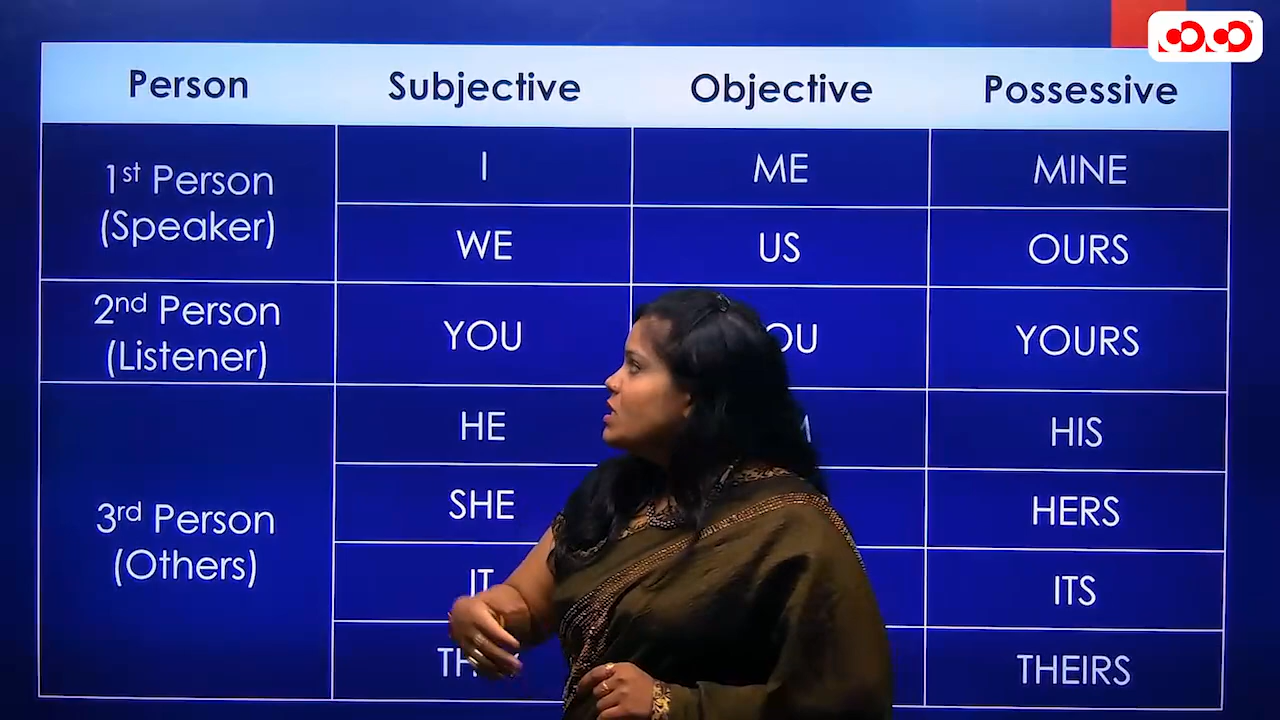 Person Subjective Objective Possessive
1st Person
(Speaker)
I ME MINE
WE US OURS
2nd Person
(Listener)
YOU YOURS
3rd Person
(Others)
HE HIS
SHE HERS
IT ITS
THEIRS